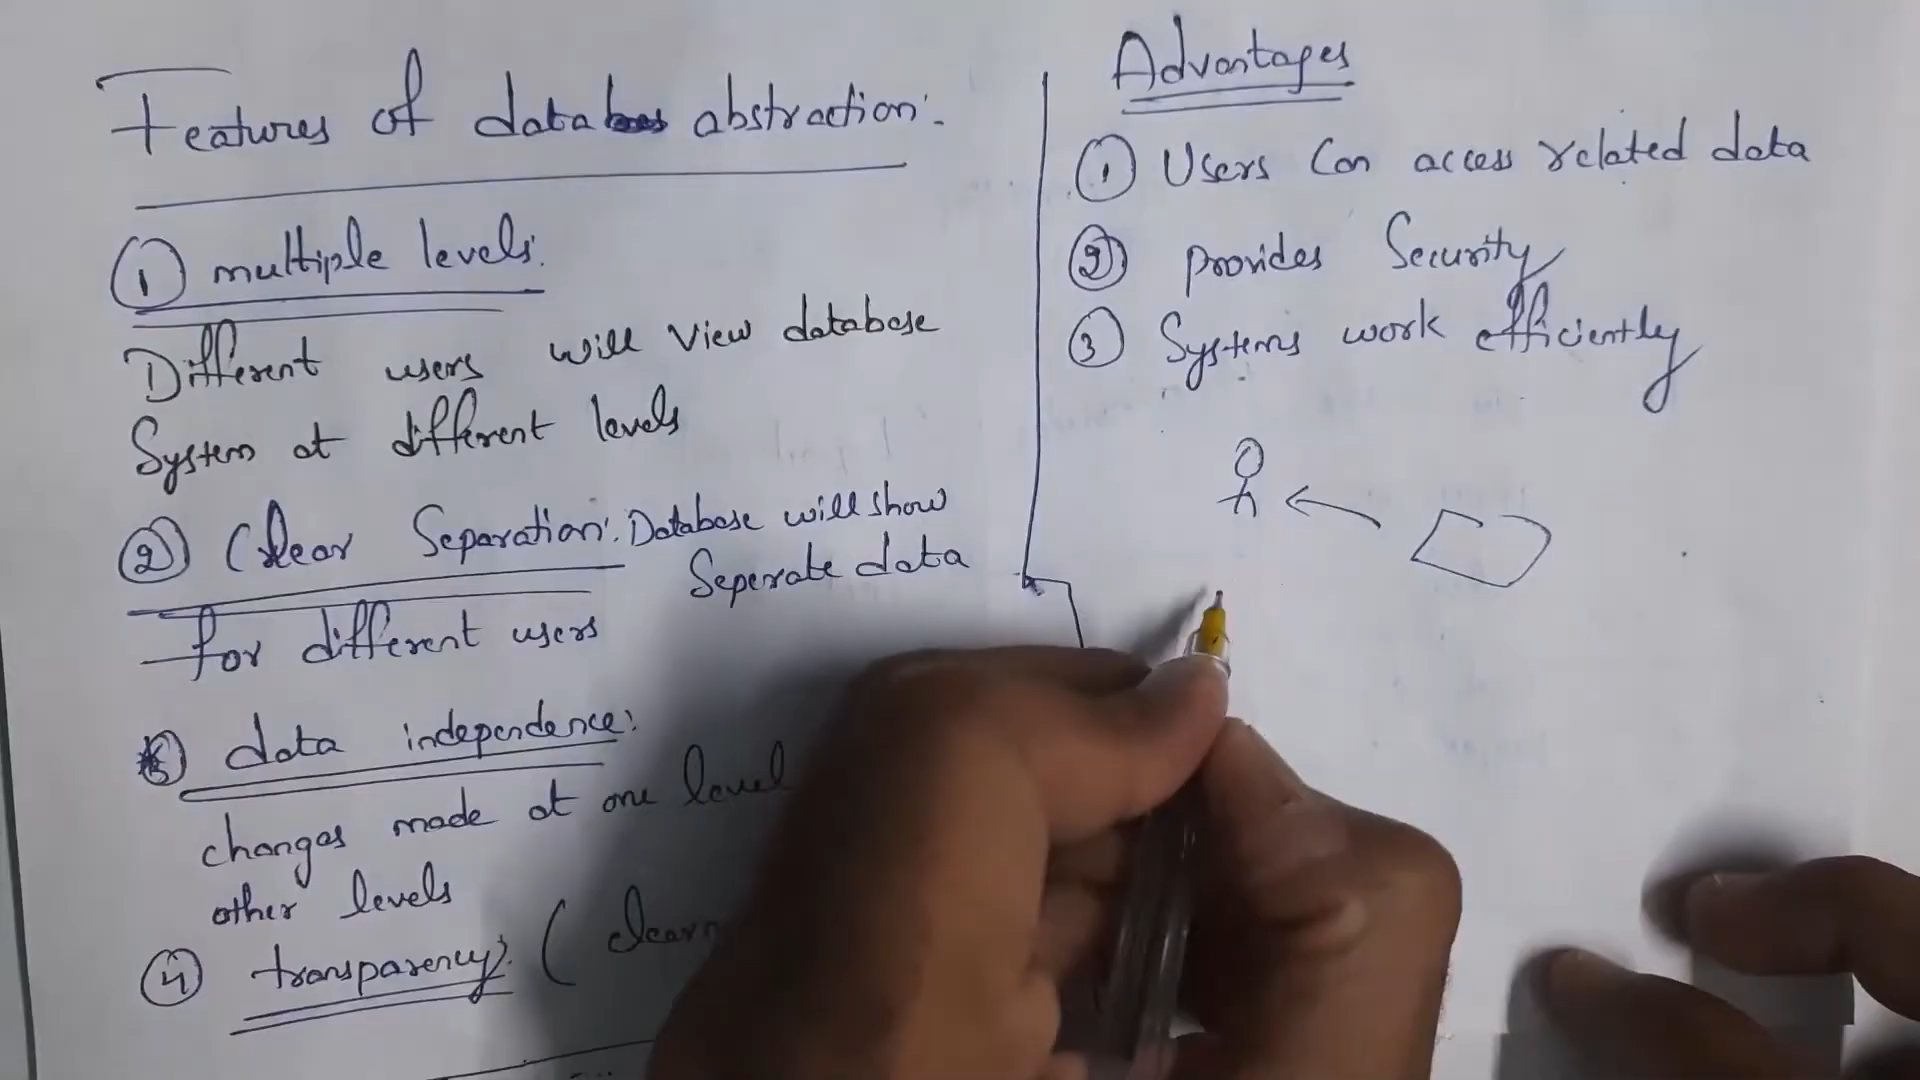 Features of data abstraction:
① multiple levels:
Different users will view database
System at different levels
② Clear Separation: Database will show
Seperate data
for different users
③ data independence:
changes made at one level
other levels
④ transparency: (
Advantages
① Users Can access related data
② provides Security
③ Systems work efficiently